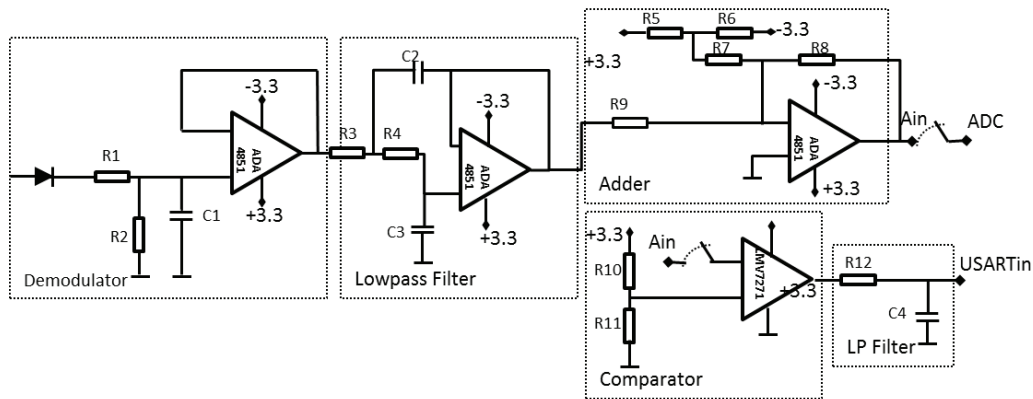 R1
R2
C1
-3.3
ADA
4851
+3.3
Demodulator
R3
R4
C2
C3
-3.3
ADA
4851
+3.3
Lowpass Filter
R5
R6
-3.3
+3.3
R7
R8
R9
-3.3
ADA
4851
+3.3
Adder
Ain
ADC
+3.3
R10
R11
Ain
LMV7271
+3.3
Comparator
R12
C4
USARTin
LP Filter